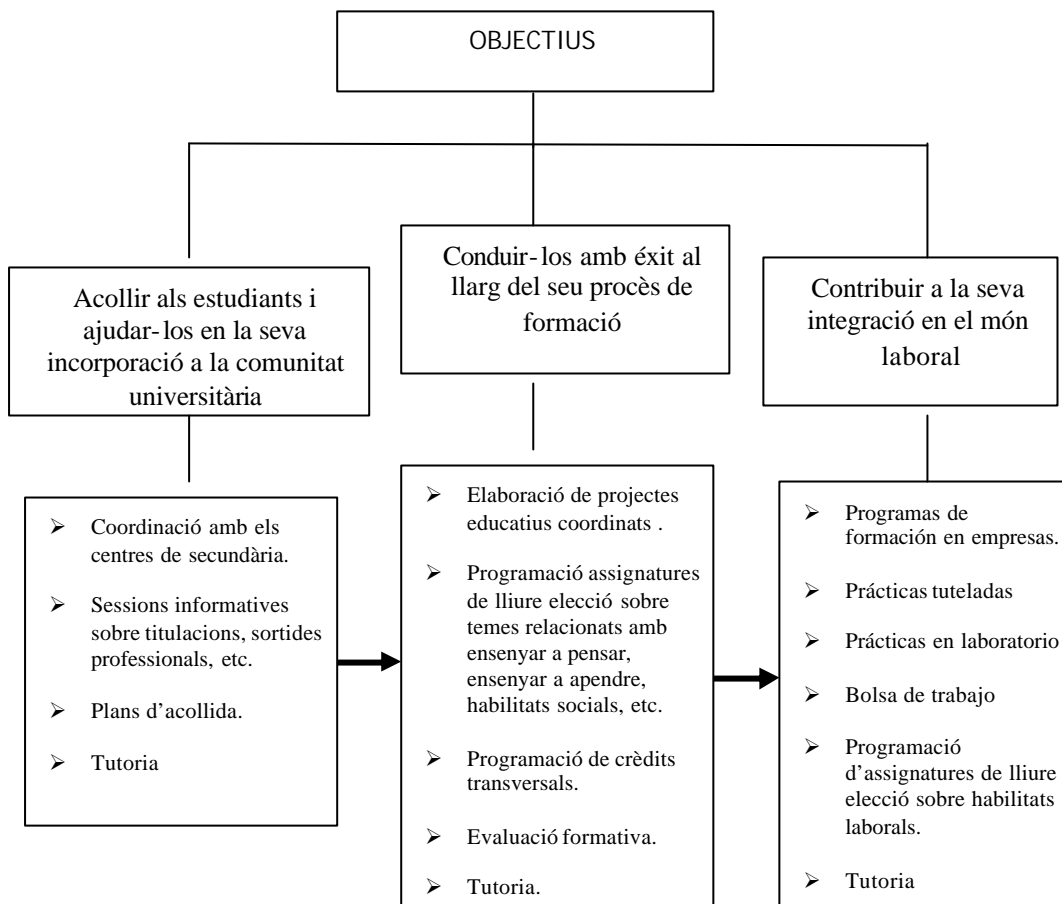 OBJECTIUS
Acollir als estudiants i
ajudar-los en la seva
incorporació a la comunitat
universitària
Conduir-los amb éxit al
llarg del seu procès de
formació
Contribuir a la seva
integració en el món
laboral
Coordinació amb els
centres de secundària.
Sessions informatives
sobre titulacions, sortides
professionals, etc.
Plans d’acollida.
Tutoria
Elaboració de projectes
educatius coordinats .
Programació assignatures
de lliure elecció sobre
temes relacionats amb
ensenyar a pensar,
ensenyar a apendre,
habilitats socials, etc.
Programació de crèdits
transversals.
Evaluació formativa.
Tutoria.
Programas de
formación en empresas.
Prácticas tuteladas
Prácticas en laboratorio
Bolsa de trabajo
Programació
d’assignatures de lliure
elecció sobre habilitats
laborals.
Tutoria